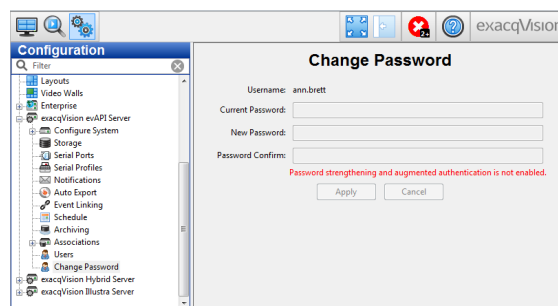 exacqVision
Configuration
Filter
Layouts
Video Walls
Enterprise
exacqVision evAPI Server
Configure System
Storage
Serial Ports
Serial Profiles
Notifications
Auto Export
Event Linking
Schedule
Archiving
Associations
Users
Change Password
exacqVision Hybrid Server
exacqVision Illustra Server
Change Password
Username: ann.brett
Current Password:
New Password:
Password Confirm:
Password strengthening and augmented authentication is not enabled.
Apply Cancel